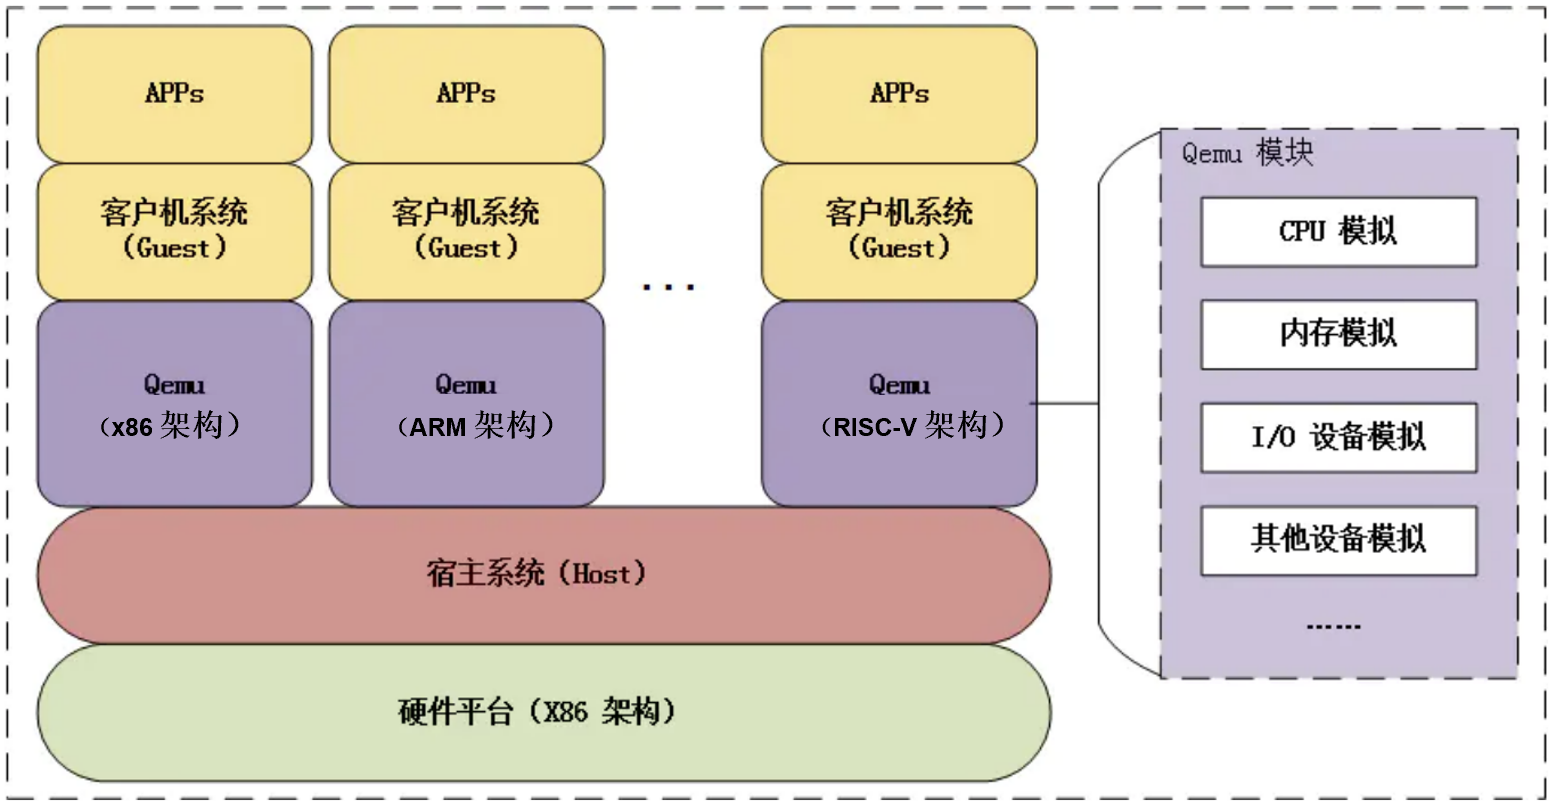 APPs
APPs
APPs
客户机系统
(Guest)
客户机系统
(Guest)
客户机系统
(Guest)
...
Qemu
（x86 架构）
Qemu
（ARM 架构）
Qemu
（RISC-V 架构）
宿主系统 (Host)
硬件平台 (X86 架构)
Qemu 模块
CPU 模拟
内存模拟
I/O 设备模拟
其他设备模拟
……